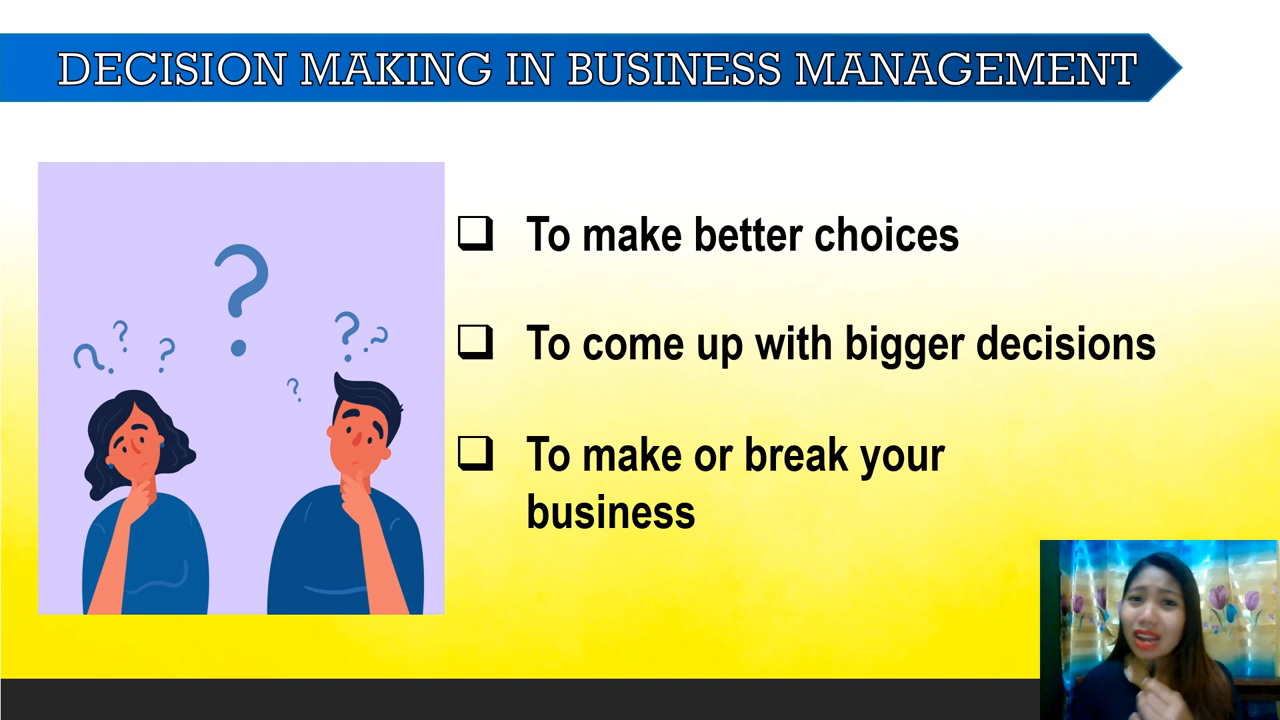 DECISION MAKING IN BUSINESS MANAGEMENT
To make better choices
To come up with bigger decisions
To make or break your
business